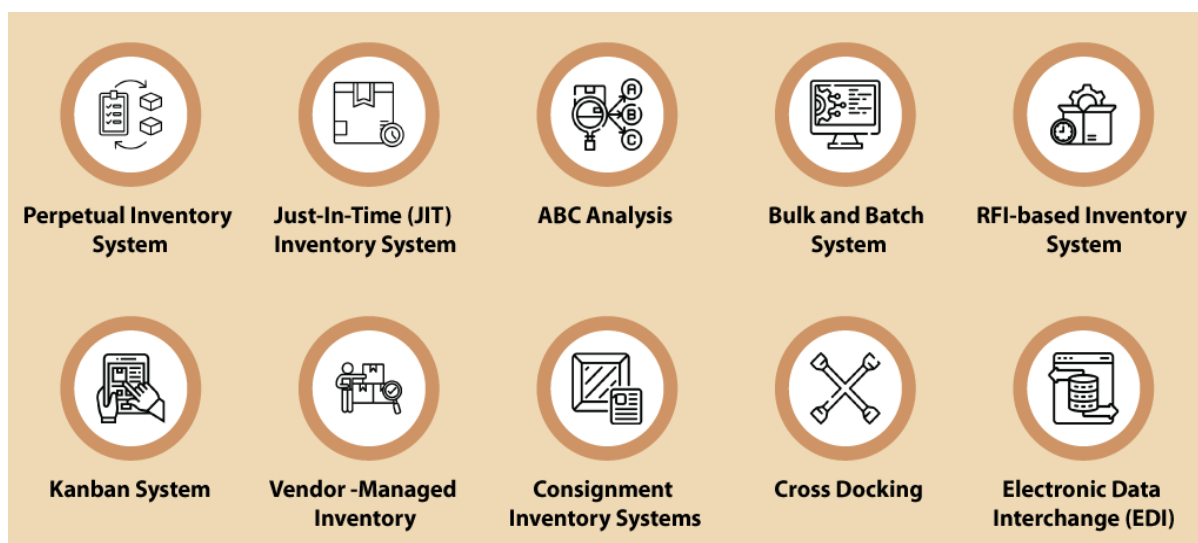 A
B
C
Perpetual Inventory
System
Just-In-Time (JIT)
Inventory System
ABC Analysis
Bulk and Batch
System
RFI-based Inventory
System
Kanban System
Vendor -Managed
Inventory
Consignment
Inventory Systems
Cross Docking
Electronic Data
Interchange (EDI)